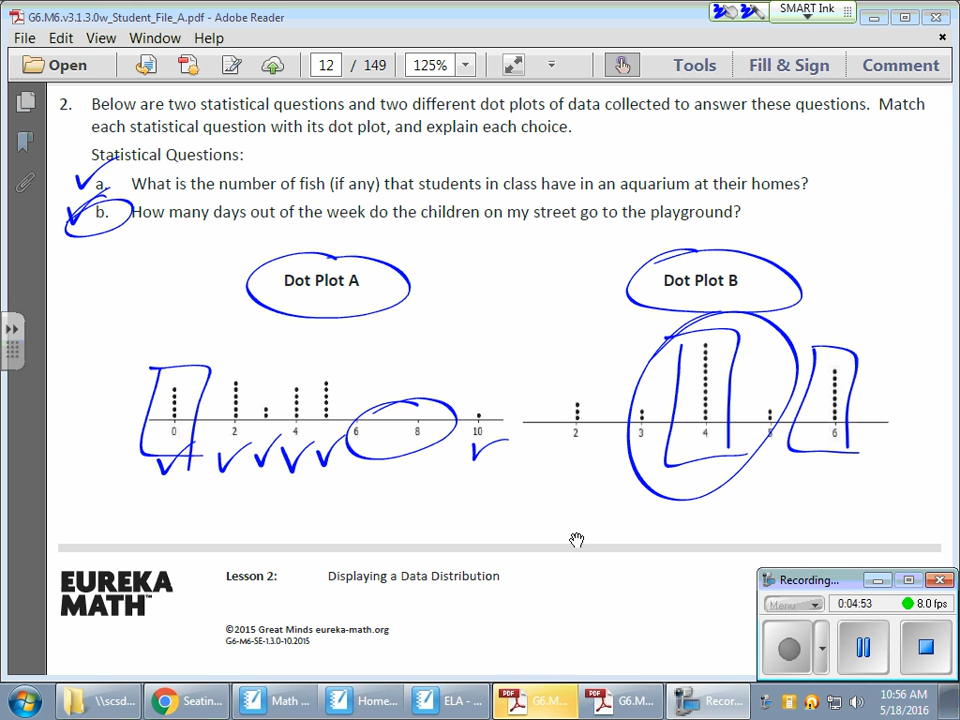 G6.M6.v3.1.3.0w_Student_File_A.pdf - Adobe Reader
SMART Ink
File Edit View Window Help
Open 12 / 149 125% Tools Fill & Sign Comment
2. Below are two statistical questions and two different dot plots of data collected to answer these questions. Match
each statistical question with its dot plot, and explain each choice.
Statistical Questions:
a. What is the number of fish (if any) that students in class have in an aquarium at their homes?
b. How many days out of the week do the children on my street go to the playground?
Dot Plot A Dot Plot B
0 2 4 6 8 10 2 3 4 5 6
EUREKA
MATH™
Lesson 2: Displaying a Data Distribution
©2015 Great Minds eureka-math.org
G6-M6-SE-1.3.0-10.2015
Recording...
Menu 0:04:53 8.0 fps
\\scsd... Seatin... Math ... Home... ELA - ... G6.M... G6.M... Recor...
10:56 AM
5/18/2016